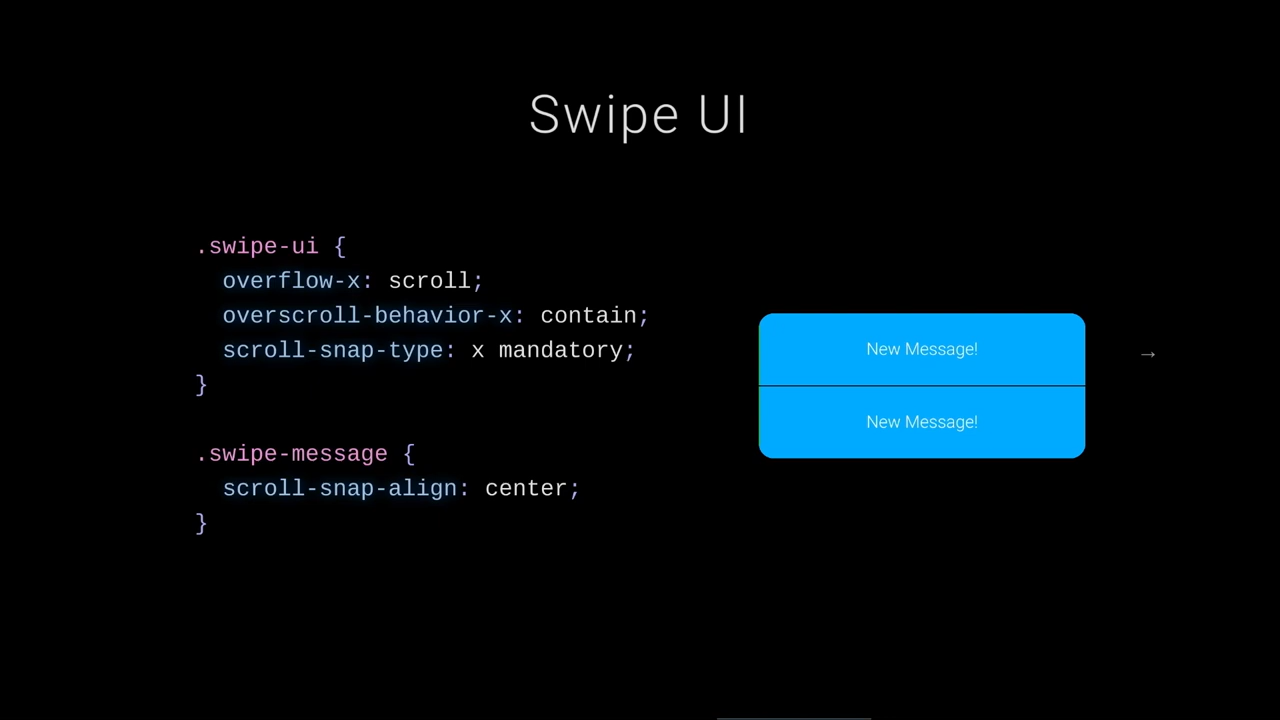 Swipe UI
.swipe-ui {
  overflow-x: scroll;
  overscroll-behavior-x: contain;
  scroll-snap-type: x mandatory;
}
.swipe-message {
  scroll-snap-align: center;
}
New Message!
→
New Message!